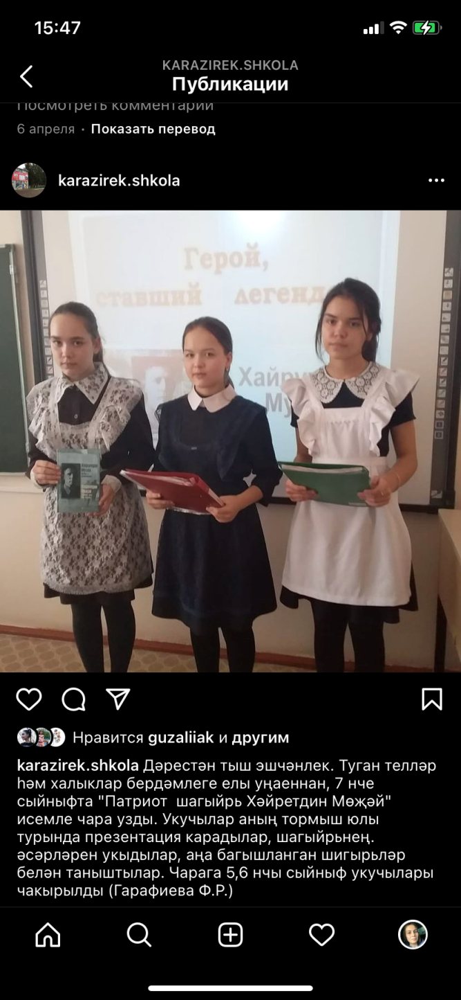 15:47
KARAZIREK.SHKOLA
Публикации
Посмотреть комментарии
6 апреля · Показать перевод
karazirek.shkola
Герой,
ставший легенд
Хайру
Му
Нравится guzaliiak и другим
karazirek.shkola Дәрестән тыш эшчәнлек. Туган телләр
һәм халыклар бердәмлеге елы уңаеннан, 7 нче
сыйныфта "Патриот шагыйрь Хәйретдин Мөҗәй"
исемле чара узды. Укучылар аның тормыш юлы
турында презентация карадылар, шагыйрьнең.
әсәрләрен укыдылар, аңа багышланган шигырьләр
белән таныштылар. Чарага 5,6 нчы сыйныф укучылары
чакырылды (Гарафиева Ф.Р.)